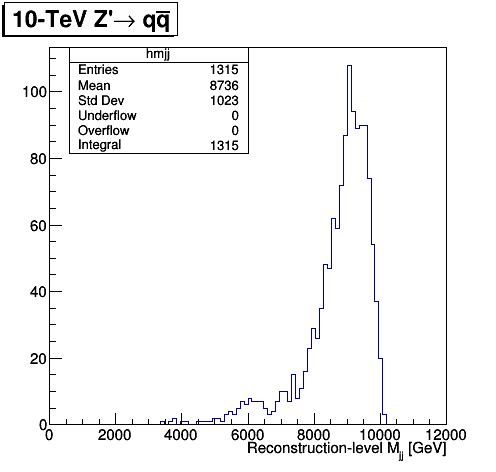 10-TeV Z'→ qq̅
hmjj
Entries 1315
Mean 8736
Std Dev 1023
Underflow 0
Overflow 0
Integral 1315
100
80
60
40
20
0
0 2000 4000 6000 8000 10000 12000
Reconstruction-level Mjj [GeV]